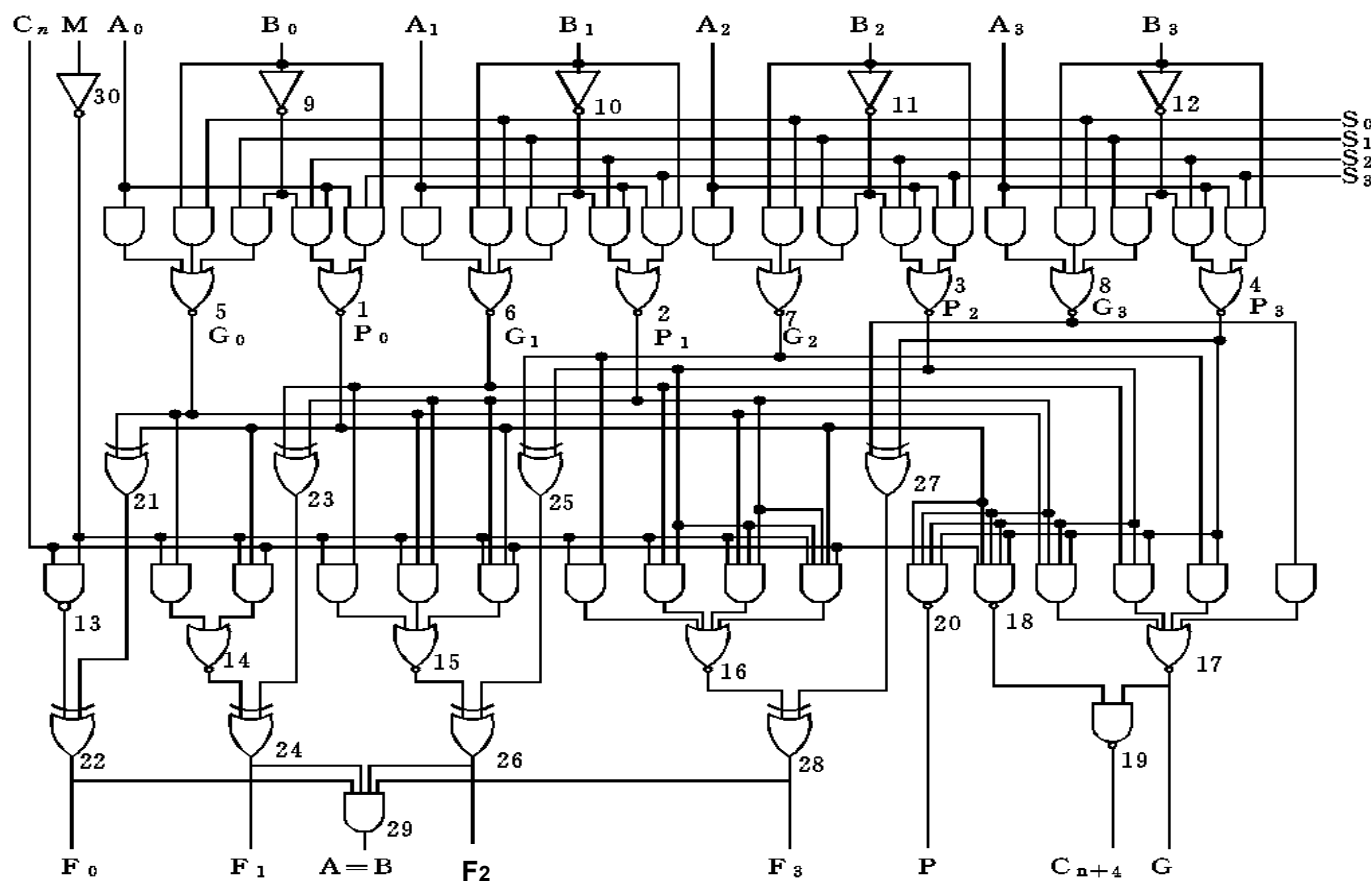 Cₙ M A₀ B₀ A₁ B₁ A₂ B₂ A₃ B₃
30 9 10 11 12
S₀
S₁
S₂
S₃
5 1 6 2 7 3 8 4
G₀ P₀ G₁ P₁ G₂ P₂ G₃ P₃
21 23 25 27
13 14 15 16 20 18 17
22 24 26 28 19
29
F₀ F₁ A=B F2 F₃ P Cₙ₊₄ G